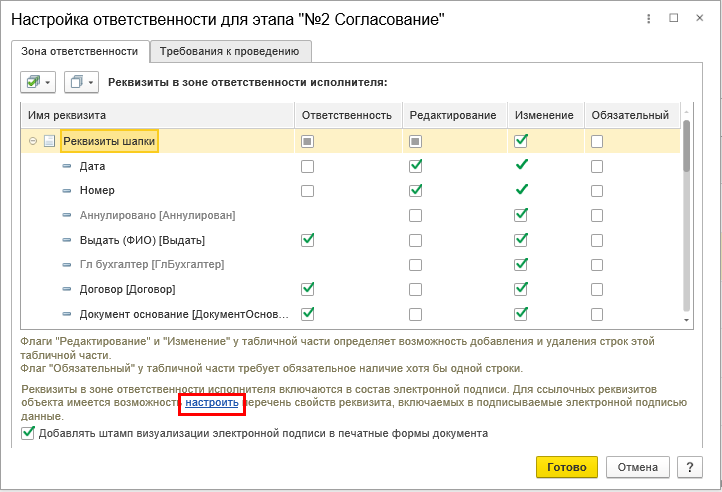 Настройка ответственности для этапа "№2 Согласование"
Зона ответственности Требования к проведению
Реквизиты в зоне ответственности исполнителя:
Имя реквизита Ответственность Редактирование Изменение Обязательный
Реквизиты шапки
Дата
Номер
Аннулировано [Аннулирован]
Выдать (ФИО) [Выдать]
Гл бухгалтер [ГлБухгалтер]
Договор [Договор]
Документ основание [ДокументОснов...
Флаги "Редактирование" и "Изменение" у табличной части определяет возможность добавления и удаления строк этой
табличной части.
Флаг "Обязательный" у табличной части требует обязательное наличие хотя бы одной строки.
Реквизиты в зоне ответственности исполнителя включаются в состав электронной подписи. Для ссылочных реквизитов
объекта имеется возможность настроить перечень свойств реквизита, включаемых в подписываемые электронной подписью
данные.
Добавлять штамп визуализации электронной подписи в печатные формы документа
Готово Отмена ?